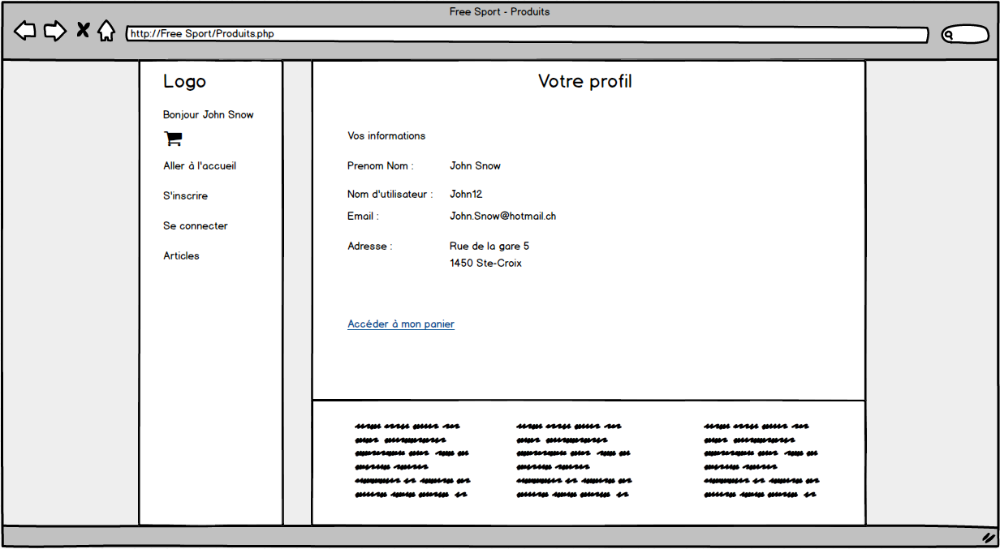 Free Sport - Produits
http://Free Sport/Produits.php
Logo
Bonjour John Snow
Aller à l'accueil
S'inscrire
Se connecter
Articles
Votre profil
Vos informations
Prenom Nom : John Snow
Nom d'utilisateur : John12
Email : John.Snow@hotmail.ch
Adresse : Rue de la gare 5
1450 Ste-Croix
Accéder à mon panier